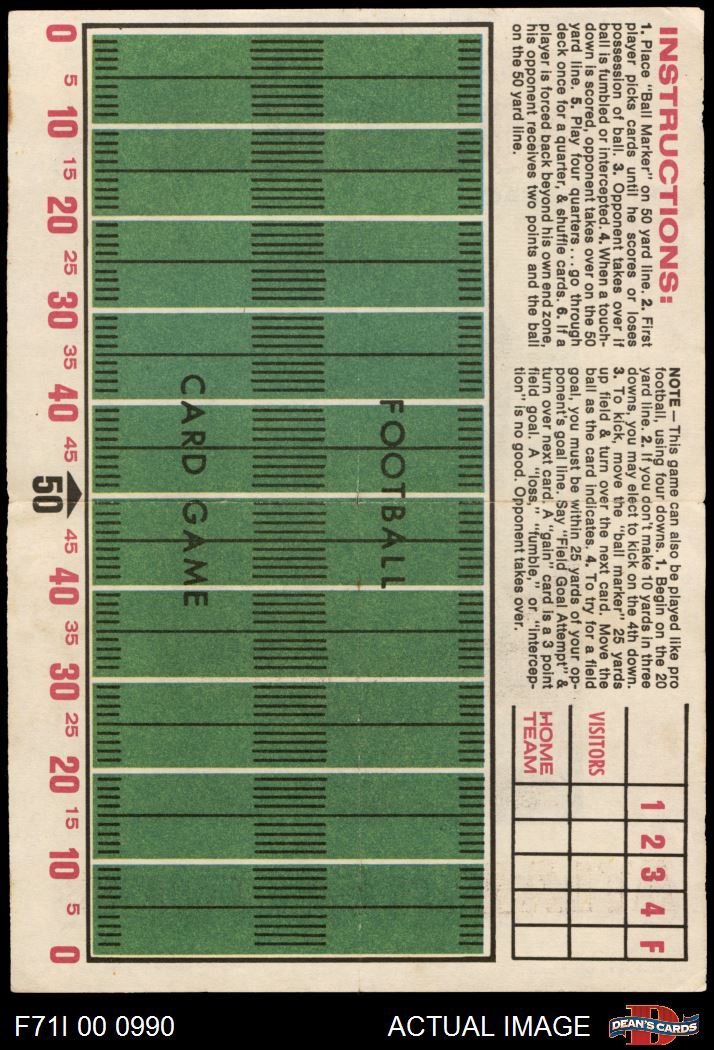 INSTRUCTIONS:
1. Place "Ball Marker" on 50 yard line. 2. First
player picks cards until he scores or loses
possession of ball. 3. Opponent takes over if
ball is fumbled or intercepted. 4. When a touch-
down is scored, opponent takes over on the 50
yard line. 5. Play four quarters...go through
deck once for a quarter, & shuffle cards. 6. If a
player is forced back beyond his own end zone,
his opponent receives two points and the ball
on the 50 yard line.
NOTE — This game can also be played like pro
football, using four downs. 1. Begin on the 20
yard line. 2. If you don't make 10 yards in three
downs, you may elect to kick on the 4th down.
3. To kick, move the "ball marker" 25 yards
up field & turn over the next card. Move the
ball as the card indicates. 4. To try for a field
goal, you must be within 25 yards of your op-
ponent's goal line. Say "Field Goal Attempt" &
turn over next card. A "gain" card is a 3 point
field goal. A "loss," "fumble," or "intercep-
tion" is no good. Opponent takes over.
1 2 3 4 F
VISITORS
HOME
TEAM
FOOTBALL
CARD GAME
0 5 10 15 20 25 30 35 40 45 50 45 40 35 30 25 20 15 10 5 0
F71I 00 0990
ACTUAL IMAGE
D
DEAN'S CARDS